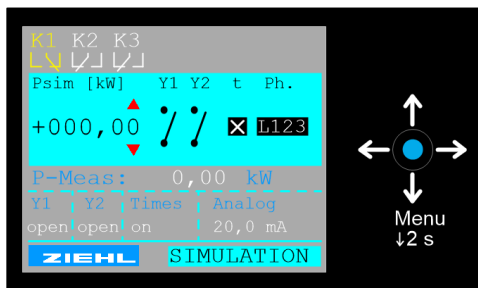 K1 K2 K3
Psim [kW] Y1 Y2 t Ph.
+000,00 L123
P-Meas: 0,00 kW
Y1 Y2 Times Analog
open open on 20,0 mA
ZIEHL SIMULATION
Menu
↓2 s